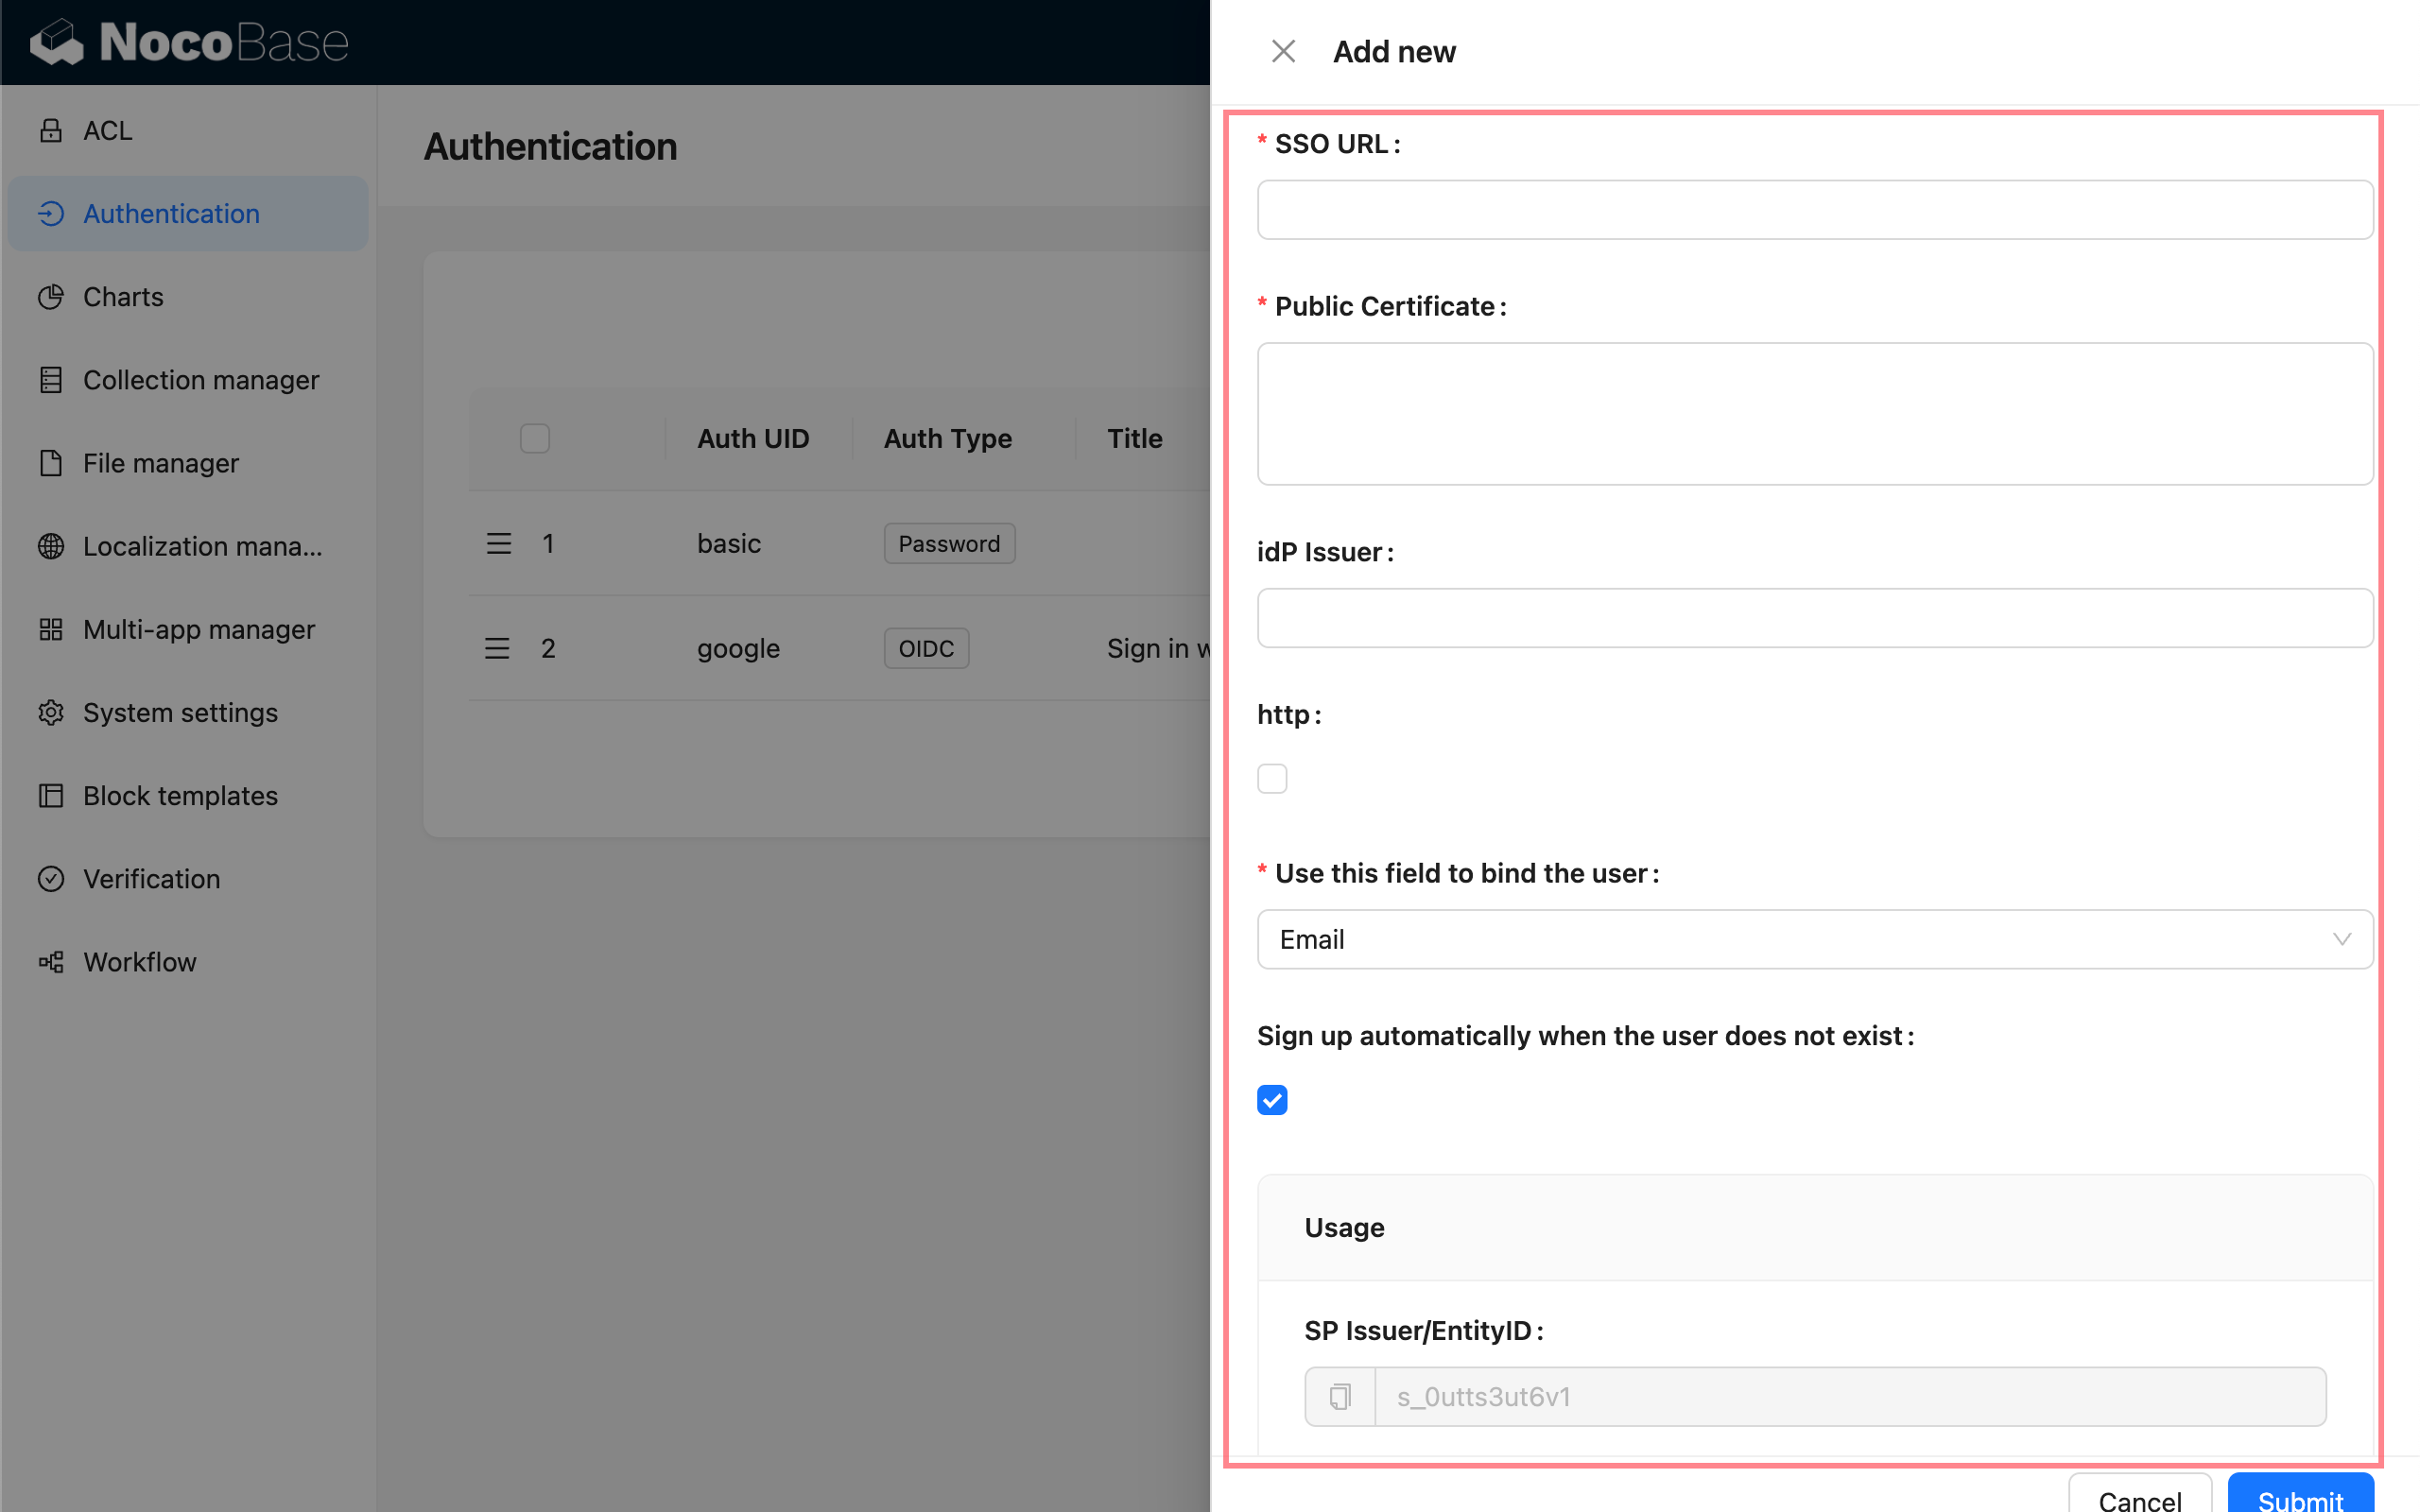 NocoBase
ACL
Authentication
Charts
Collection manager
File manager
Localization mana...
Multi-app manager
System settings
Block templates
Verification
Workflow
Authentication
Auth UID Auth Type Title
1 basic Password
2 google OIDC Sign in w
Add new
* SSO URL:
* Public Certificate:
idP Issuer:
http:
* Use this field to bind the user:
Email
Sign up automatically when the user does not exist:
Usage
SP Issuer/EntityID:
s_0utts3ut6v1
Cancel Submit